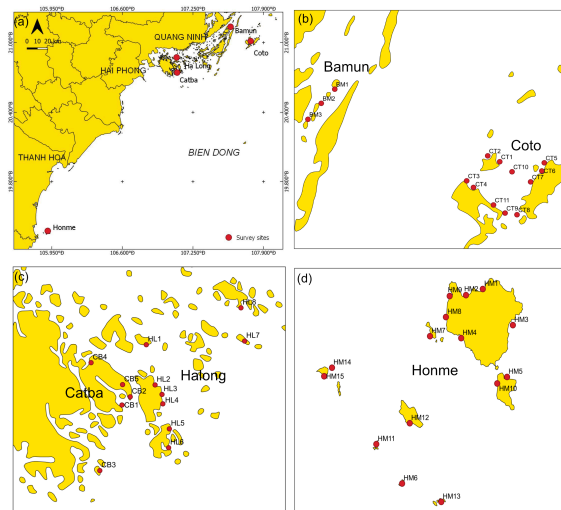 (a)
QUANG NINH
Bamun
Coto
0 10 20 km
Ha Long
HAI PHONG
Catba
THANH HOA
BIEN DONG
Honme
Survey sites
105.950°Đ
106.600°Đ
107.250°Đ
107.900°Đ
21.000°B
20.400°B
19.800°B
(b)
Bamun
BM1
BM2
BM3
Coto
CT2
CT1
CT5
CT10
CT6
CT3
CT7
CT4
CT11
CT9
CT8
(c)
HL8
HL1
HL7
CB4
Halong
CB5
HL2
Catba
CB2
HL3
CB1
HL4
HL5
HL6
CB3
(d)
HM1
HM9
HM2
HM8
HM3
HM7
HM4
HM14
Honme
HM15
HM5
HM10
HM12
HM11
HM6
HM13